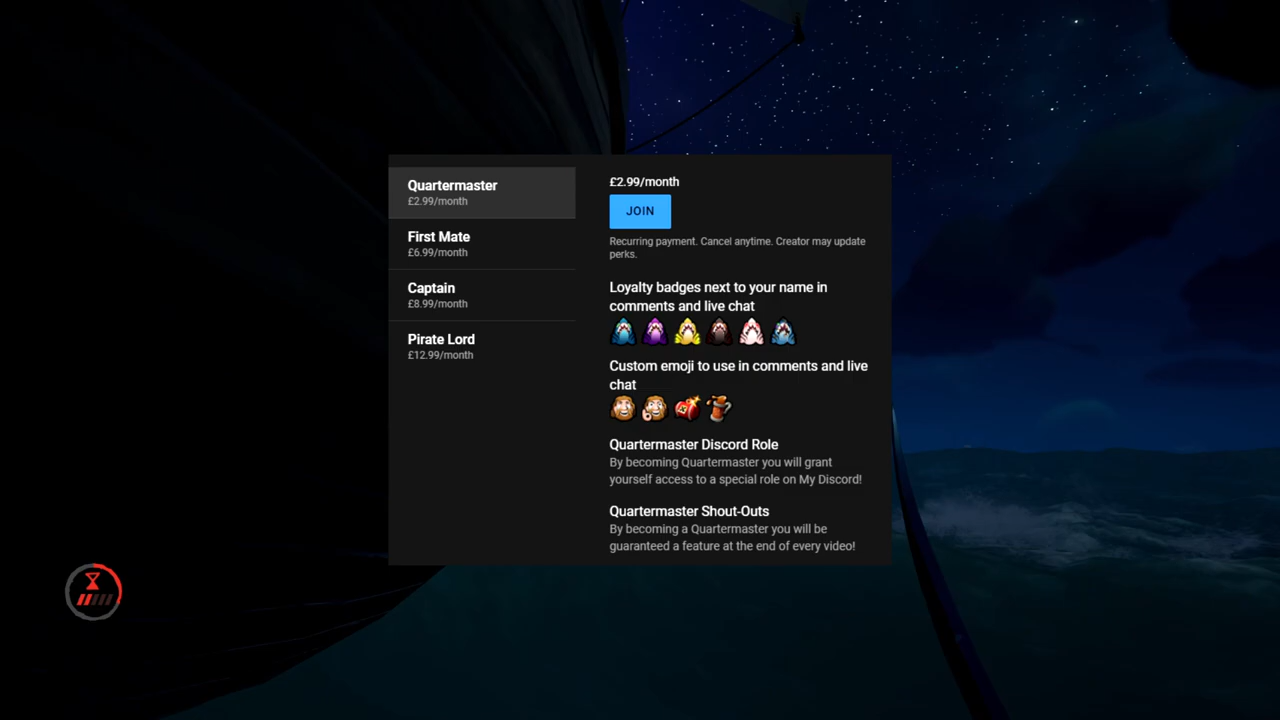 Quartermaster
£2.99/month
First Mate
£6.99/month
Captain
£8.99/month
Pirate Lord
£12.99/month
£2.99/month
JOIN
Recurring payment. Cancel anytime. Creator may update
perks.
Loyalty badges next to your name in
comments and live chat
Custom emoji to use in comments and live
chat
Quartermaster Discord Role
By becoming Quartermaster you will grant
yourself access to a special role on My Discord!
Quartermaster Shout-Outs
By becoming a Quartermaster you will be
guaranteed a feature at the end of every video!